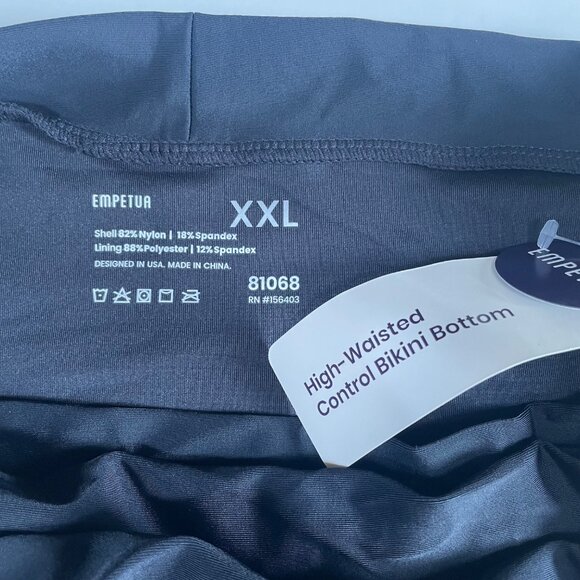 EMPETUA
XXL
Shell 82% Nylon | 18% Spandex
Lining 88% Polyester | 12% Spandex
DESIGNED IN USA. MADE IN CHINA.
81068
RN #156403
High-Waisted
Control Bikini Bottom